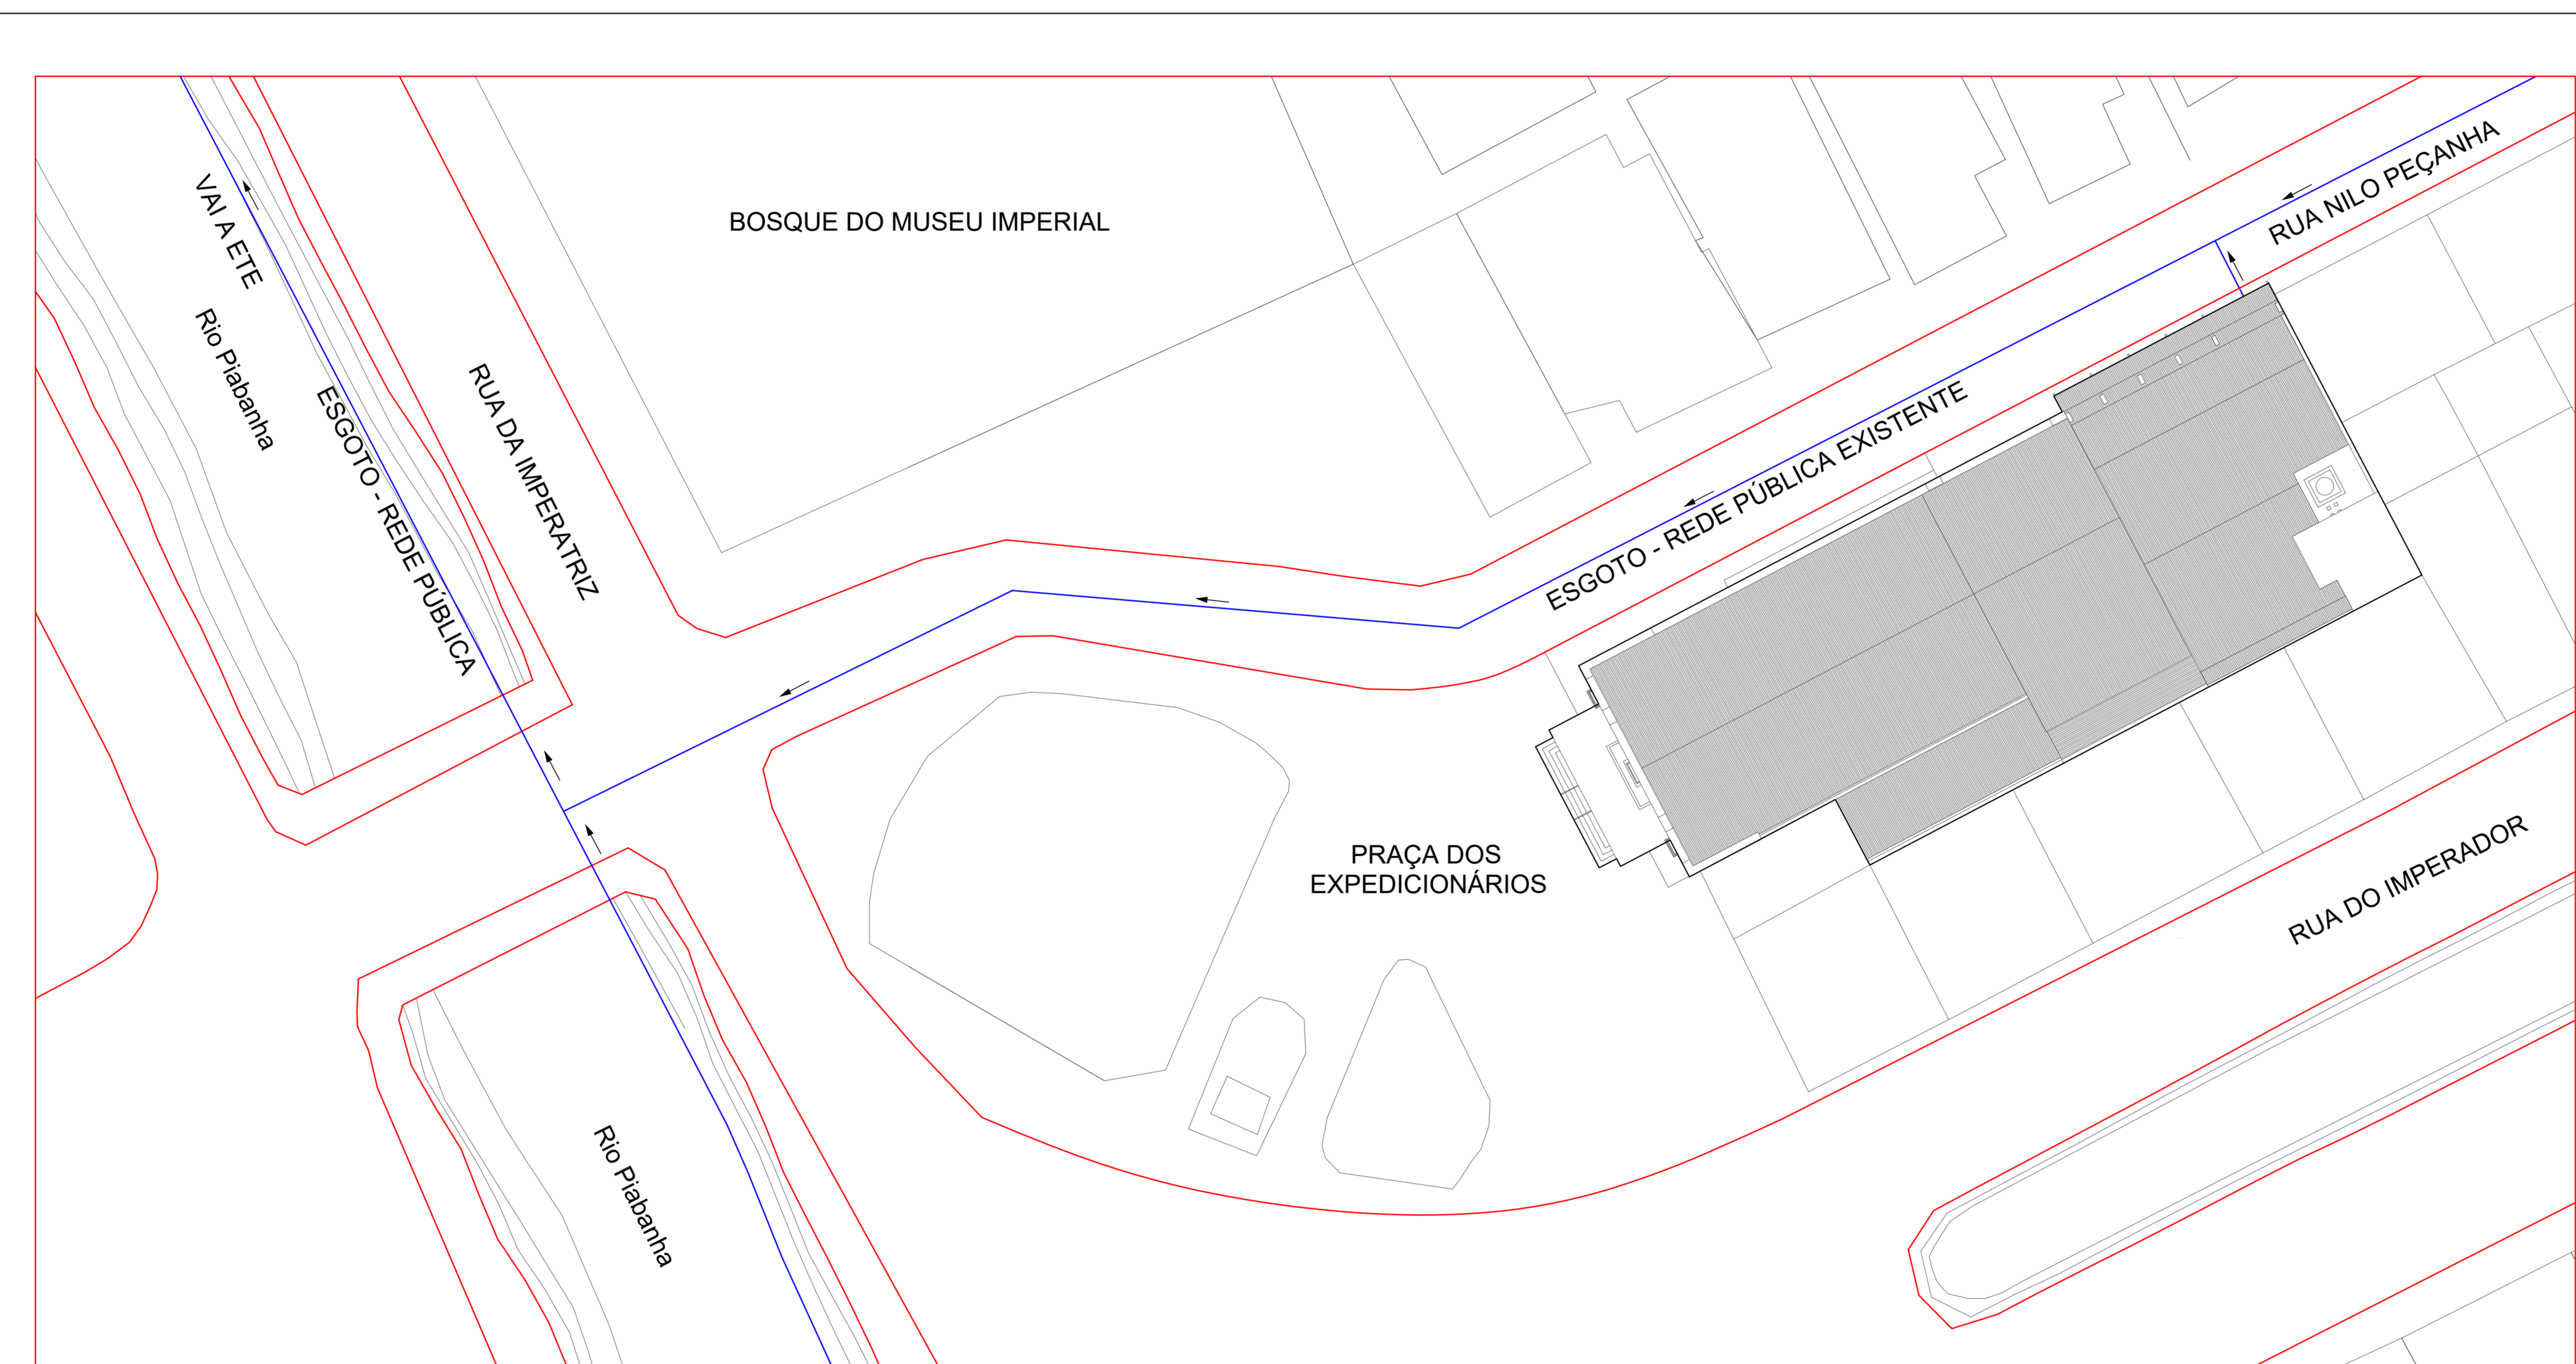 RUA NILO PEÇANHA
VAI A ETE
BOSQUE DO MUSEU IMPERIAL
Rio Piabanha
ESGOTO - REDE PÚBLICA
RUA DA IMPERATRIZ
ESGOTO - REDE PÚBLICA EXISTENTE
PRAÇA DOS
EXPEDICIONÁRIOS
RUA DO IMPERADOR
Rio Piabanha